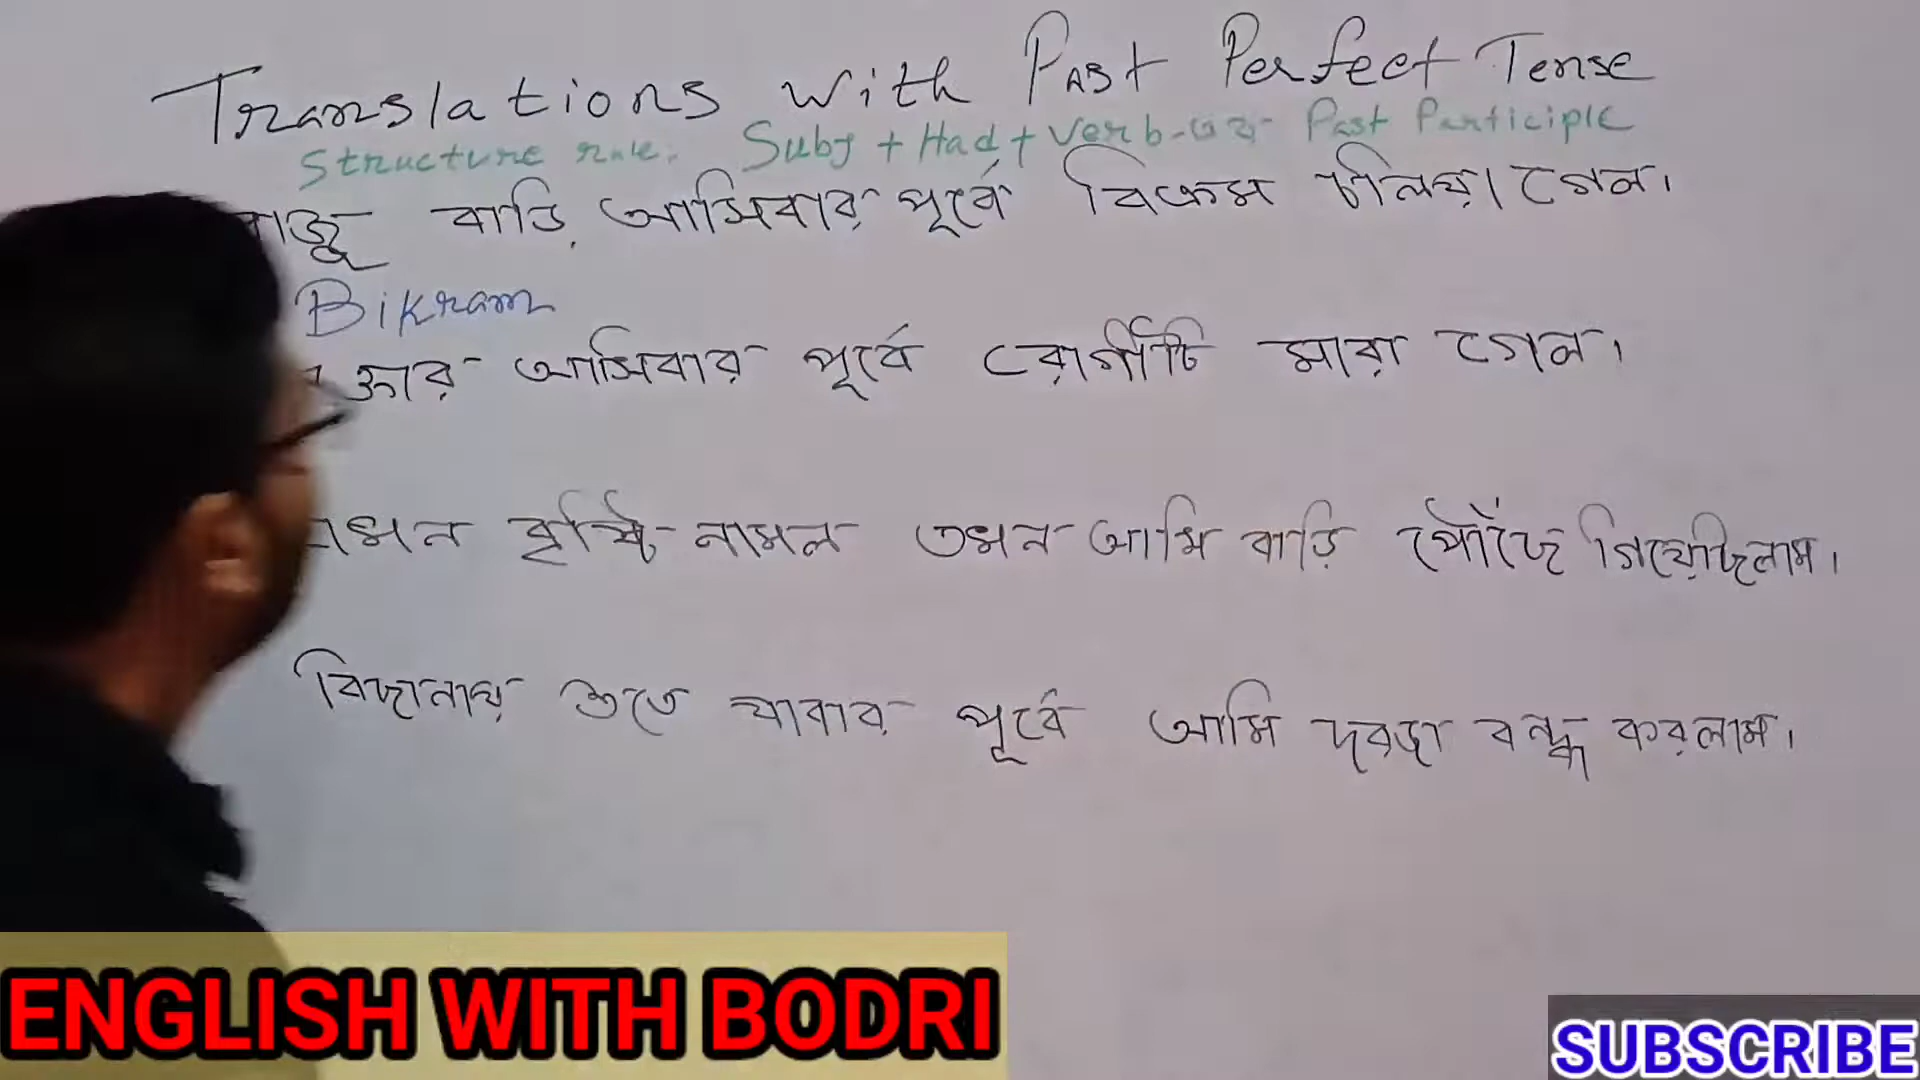 Translations with Past Perfect Tense
Structure rule. Subj + Had + Verb-এর Past Participle
রাজু বাড়ি আসিবার পূর্বে বিক্রম চলিয়া গেল।
Bikram
আসিবার পূর্বে রোগীটি মারা গেল।
যখন বৃষ্টি নামল তখন আমি বাড়ি পৌঁছে গিয়েছিলাম।
বিছানায় শুতে যাবার পূর্বে আমি দরজা বন্ধ করলাম।
ENGLISH WITH BODRI
SUBSCRIBE